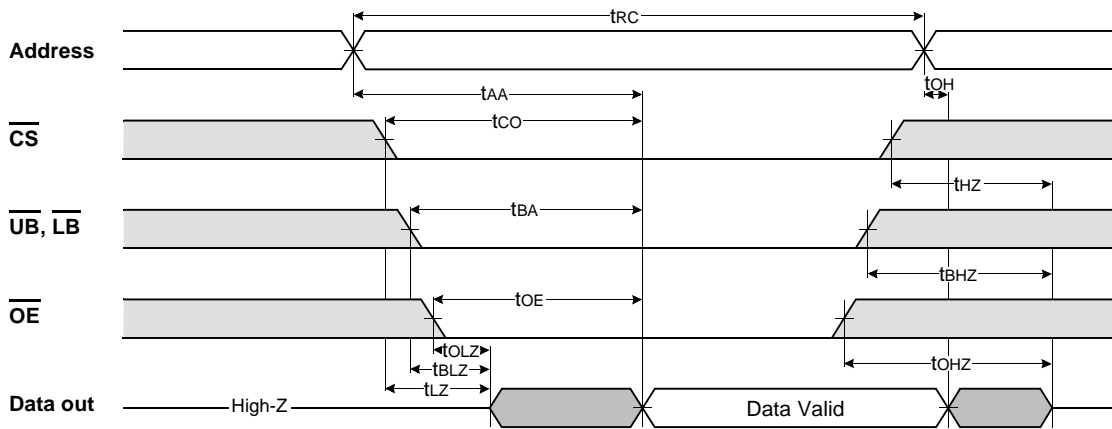 tRC
Address
tOH
tAA
tCO
CS
tHZ
tBA
UB, LB
tBHZ
tOE
OE
tOLZ
tOHZ
tBLZ
tLZ
Data out
High-Z
Data Valid